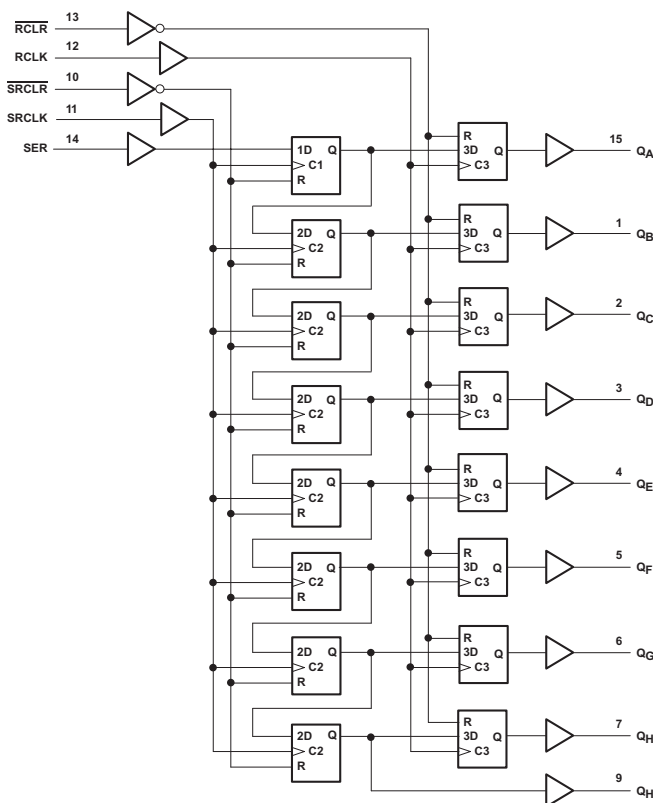 RCLR 13
RCLK 12
SRCLR 10
SRCLK 11
SER 14
1D Q
C1
R
R
3D Q
C3
15 QA
2D Q
C2
R
R
3D Q
C3
1 QB
2D Q
C2
R
R
3D Q
C3
2 QC
2D Q
C2
R
R
3D Q
C3
3 QD
2D Q
C2
R
R
3D Q
C3
4 QE
2D Q
C2
R
R
3D Q
C3
5 QF
2D Q
C2
R
R
3D Q
C3
6 QG
2D Q
C2
R
R
3D Q
C3
7 QH
9 QH